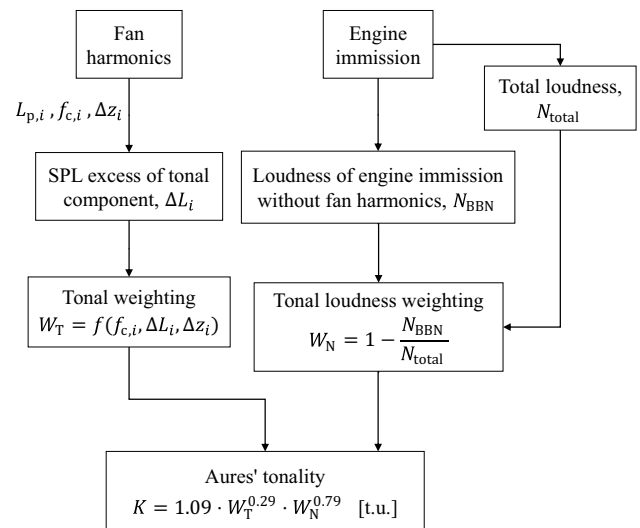 Fan
harmonics
Engine
immission
Total loudness,
N_total
L_p,i , f_c,i , Δz_i
SPL excess of tonal
component, ΔL_i
Loudness of engine immission
without fan harmonics, N_BBN
Tonal weighting
W_T = f(f_c,i, ΔL_i, Δz_i)
Tonal loudness weighting
W_N = 1 − N_BBN / N_total
Aures' tonality
K = 1.09 · W_T^0.29 · W_N^0.79 [t.u.]